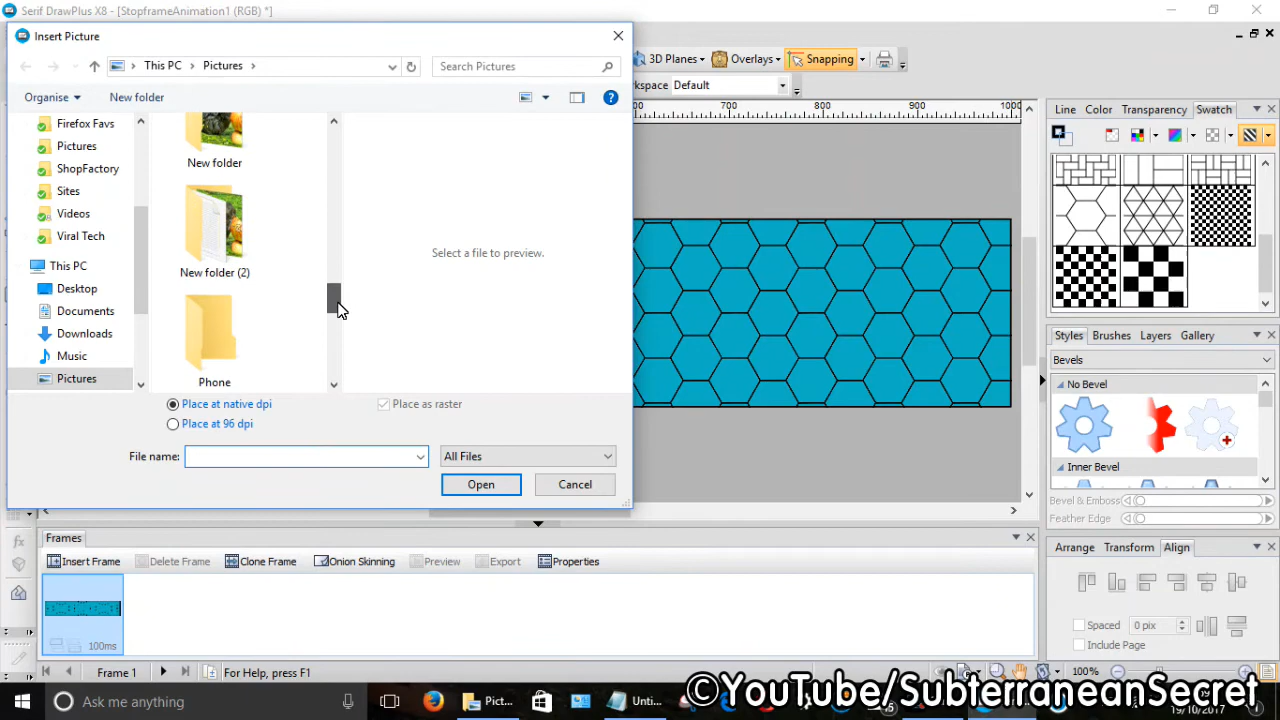 Serif DrawPlus X8 - [StopframeAnimation1 (RGB) *]
Insert Picture
This PC
Pictures
Search Pictures
3D Planes
Overlays
Snapping
Organise
New folder
kspace Default
Firefox Favs
Pictures
ShopFactory
Sites
Videos
Viral Tech
This PC
Desktop
Documents
Downloads
Music
Pictures
New folder
New folder (2)
Phone
Select a file to preview.
Place at native dpi
Place at 96 dpi
Place as raster
File name:
All Files
Open
Cancel
700
800
900
1000
Line
Color
Transparency
Swatch
Styles
Brushes
Layers
Gallery
Bevels
No Bevel
Inner Bevel
Bevel & Emboss
Feather Edge
Arrange
Transform
Align
Spaced
0 pix
Include Page
Frames
Insert Frame
Delete Frame
Clone Frame
Onion Skinning
Preview
Export
Properties
100ms
Frame 1
For Help, press F1
100%
Ask me anything
Pict...
Unti...
©YouTube/SubterraneanSecret
19/10/2017